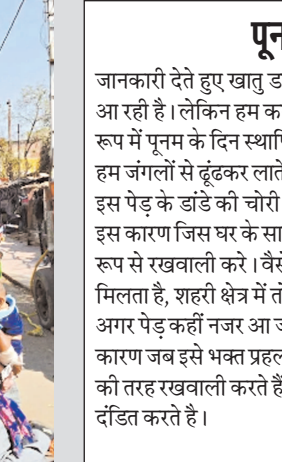 पून
जानकारी देते हुए खातु ड
आ रही है। लेकिन हम क
रूप में पूनम के दिन स्थापि
हम जंगलों से ढूंढकर लाते
इस पेड़ के डांडे की चोरी
इस कारण जिस घर के सा
रूप से रखवाली करे। वैसे
मिलता है, शहरी क्षेत्र में तो
अगर पेड़ कहीं नजर आ ज
कारण जब इसे भक्त प्रहल
की तरह रखवाली करते हैं
दंडित करते है।